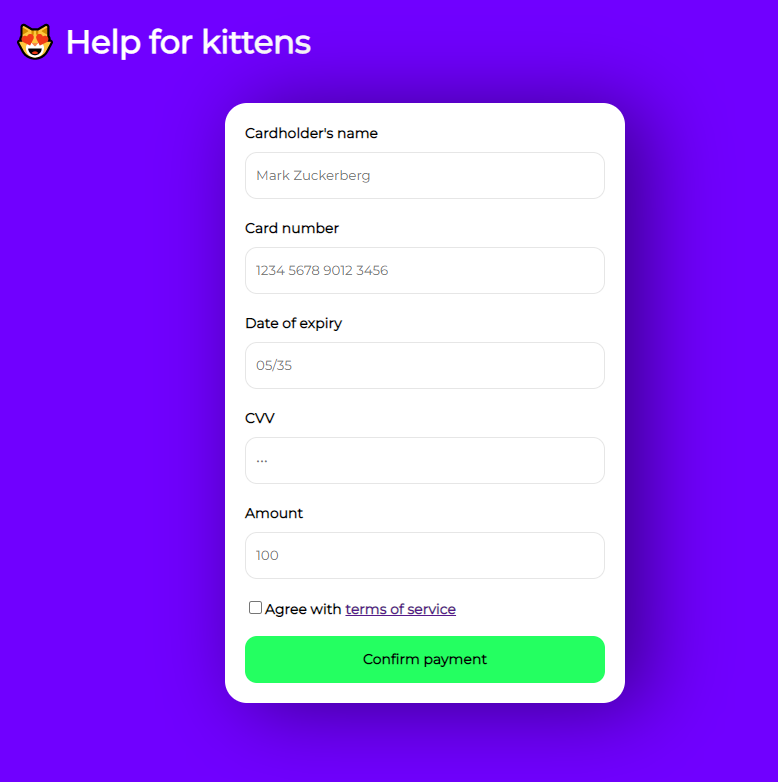 Help for kittens
Cardholder's name
Mark Zuckerberg
Card number
1234 5678 9012 3456
Date of expiry
05/35
CVV
···
Amount
100
Agree with terms of service
Confirm payment